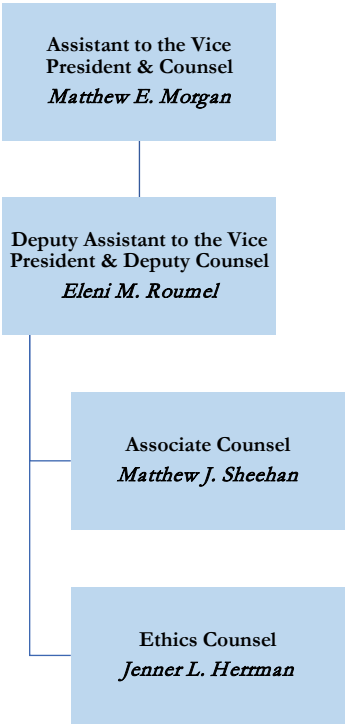 Assistant to the Vice
President & Counsel
Matthew E. Morgan
Deputy Assistant to the Vice
President & Deputy Counsel
Eleni M. Roumel
Associate Counsel
Matthew J. Sheehan
Ethics Counsel
Jenner L. Herrman